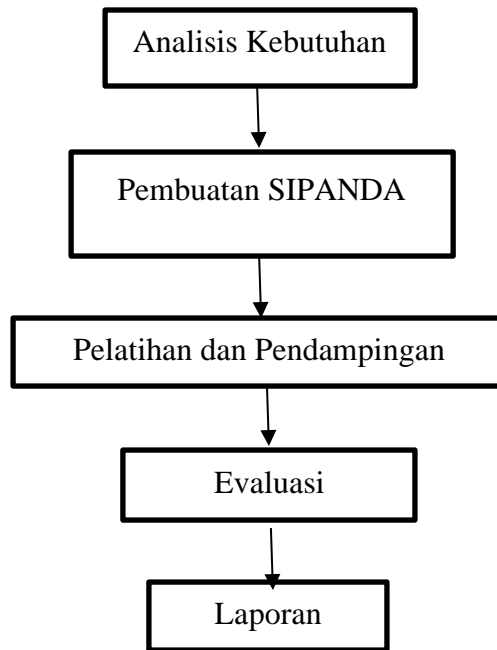 Analisis Kebutuhan
Pembuatan SIPANDA
Pelatihan dan Pendampingan
Evaluasi
Laporan